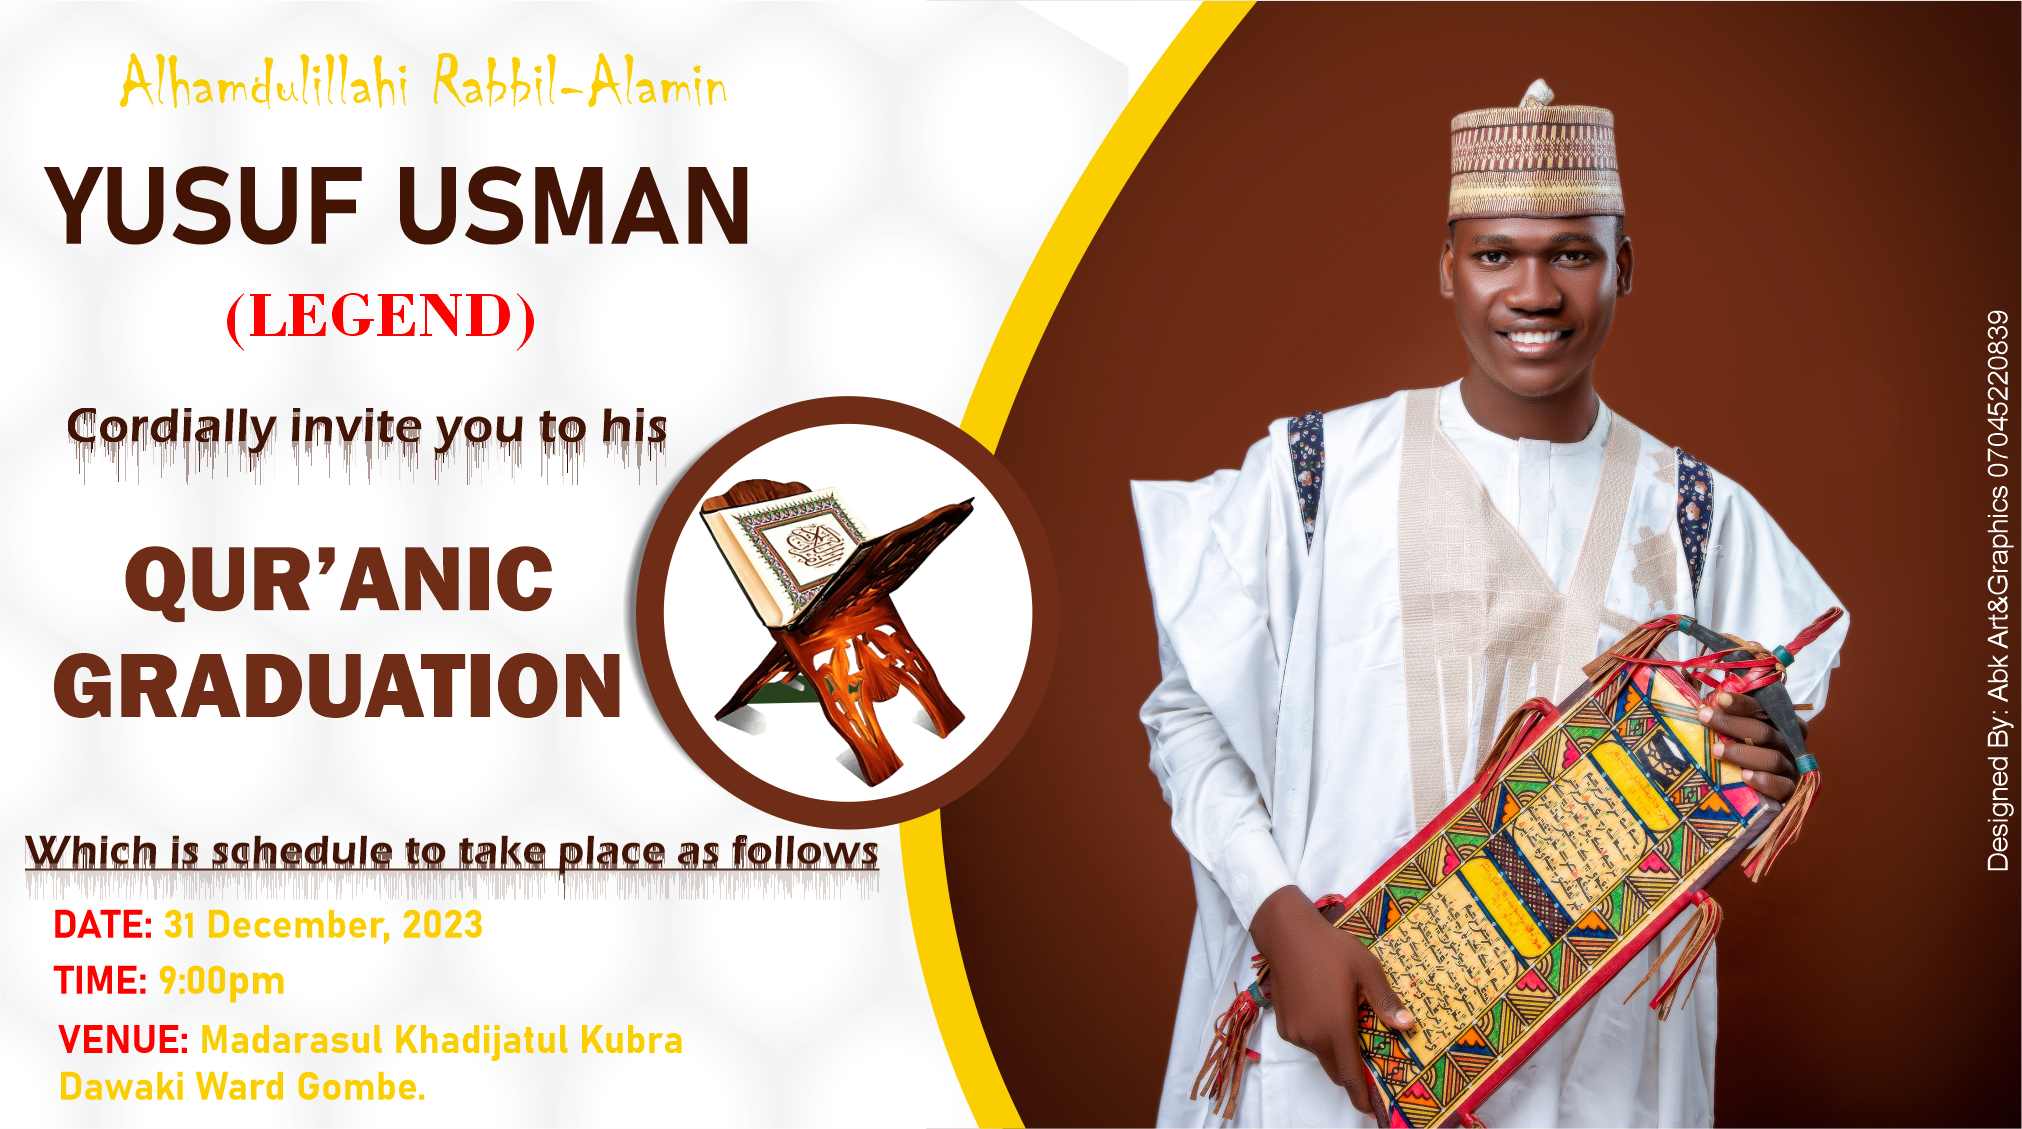 Alhamdulillahi Rabbil-Alamin
YUSUF USMAN
(LEGEND)
Cordially invite you to his
QUR’ANIC
GRADUATION
Which is schedule to take place as follows
DATE: 31 December, 2023
TIME: 9:00pm
VENUE: Madarasul Khadijatul Kubra
Dawaki Ward Gombe.
Designed By: Abk Art&Graphics 07045220839